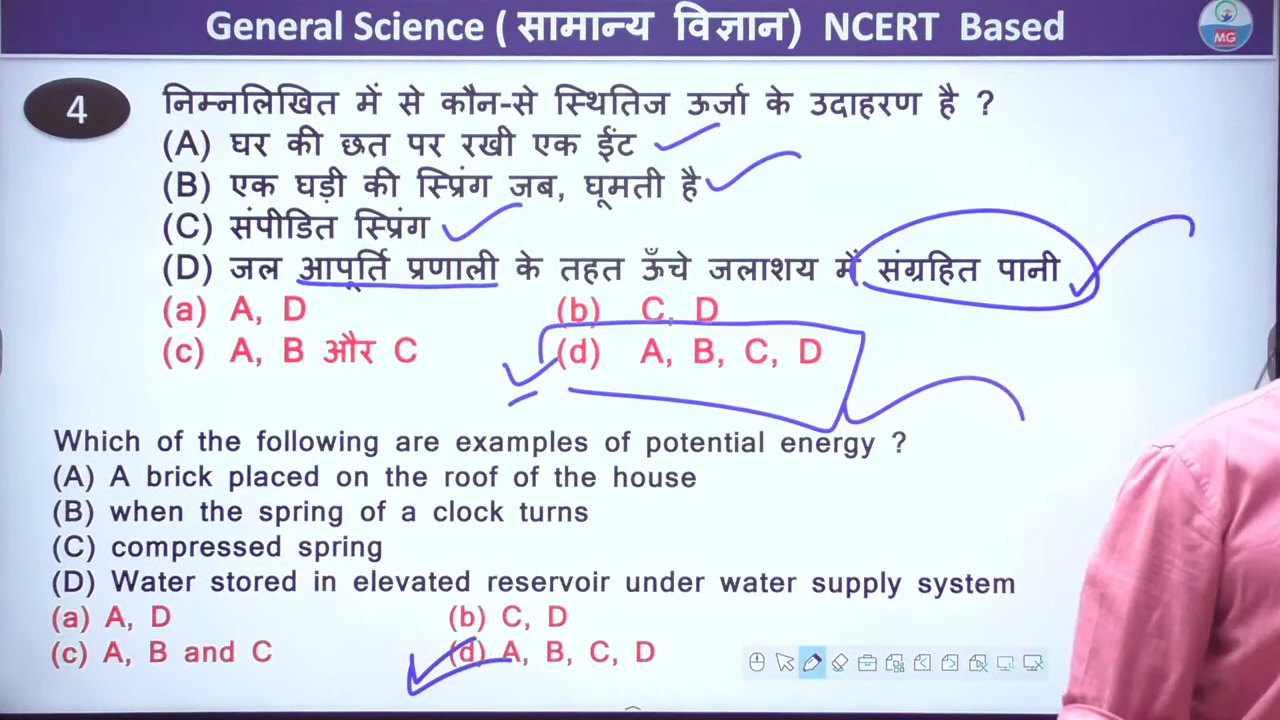 General Science ( सामान्य विज्ञान) NCERT Based
MG
4
निम्नलिखित में से कौन-से स्थितिज ऊर्जा के उदाहरण है ?
(A) घर की छत पर रखी एक ईंट
(B) एक घड़ी की स्प्रिंग जब, घूमती है
(C) संपीडित स्प्रिंग
(D) जल आपूर्ति प्रणाली के तहत ऊँचे जलाशय में संग्रहित पानी
(a) A, D (b) C, D
(c) A, B और C (d) A, B, C, D
Which of the following are examples of potential energy ?
(A) A brick placed on the roof of the house
(B) when the spring of a clock turns
(C) compressed spring
(D) Water stored in elevated reservoir under water supply system
(a) A, D (b) C, D
(c) A, B and C (d) A, B, C, D